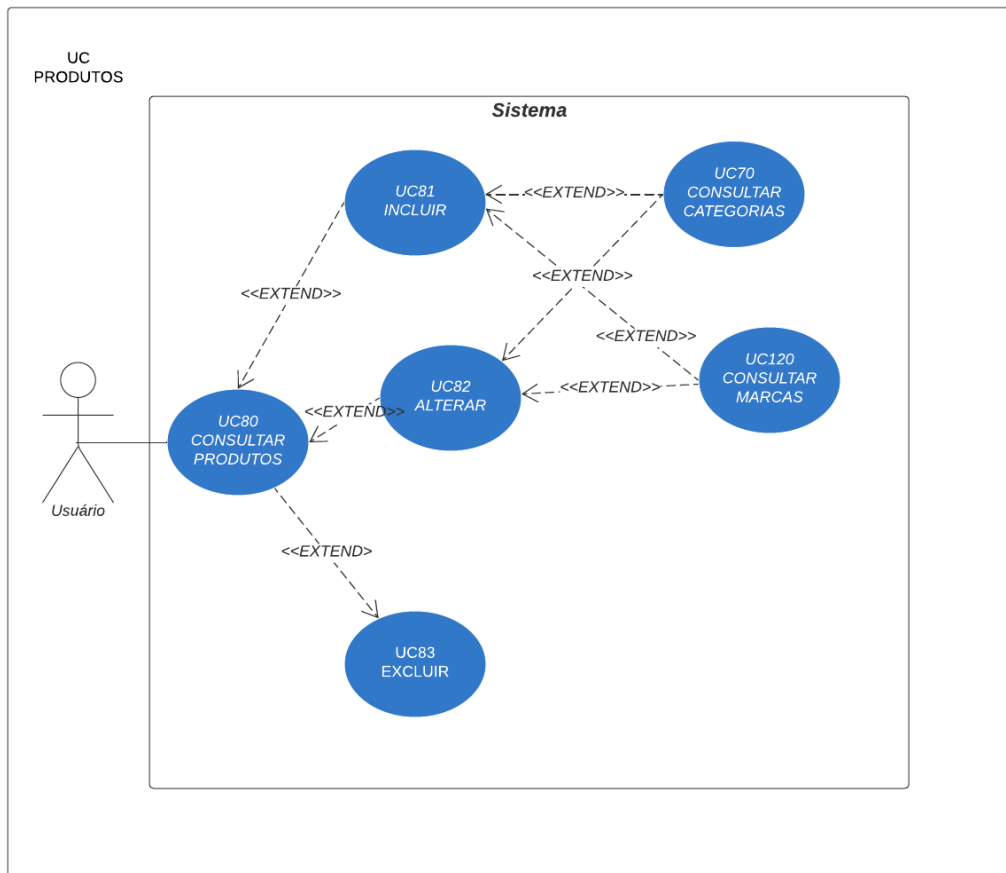 UC
PRODUTOS
Sistema
UC81
INCLUIR
<<EXTEND>>
UC70
CONSULTAR
CATEGORIAS
<<EXTEND>>
<<EXTEND>>
<<EXTEND>>
UC82
ALTERAR
<<EXTEND>>
UC120
CONSULTAR
MARCAS
<<EXTEND>>
UC80
CONSULTAR
PRODUTOS
Usuário
<<EXTEND>
UC83
EXCLUIR